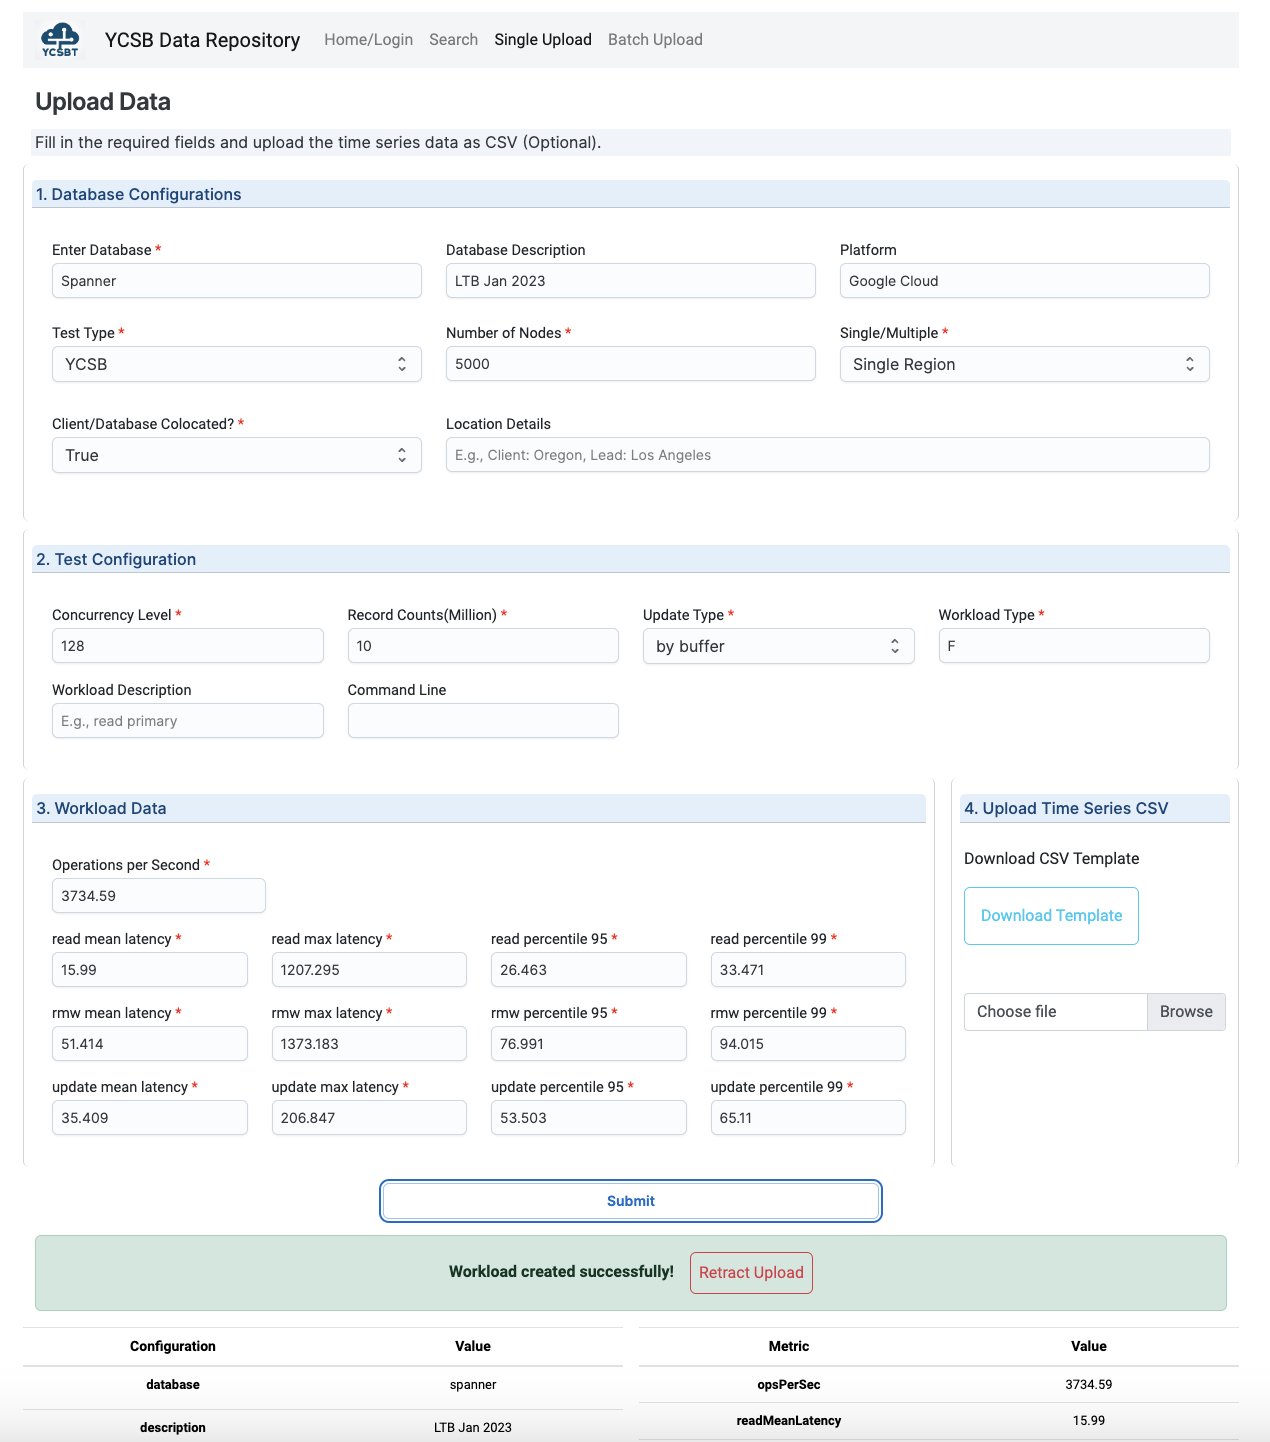 YCSBT
YCSB Data Repository Home/Login Search Single Upload Batch Upload
Upload Data
Fill in the required fields and upload the time series data as CSV (Optional).
1. Database Configurations
Enter Database * Database Description Platform
Spanner LTB Jan 2023 Google Cloud
Test Type * Number of Nodes * Single/Multiple *
YCSB 5000 Single Region
Client/Database Colocated? * Location Details
True E.g., Client: Oregon, Lead: Los Angeles
2. Test Configuration
Concurrency Level * Record Counts(Million) * Update Type * Workload Type *
128 10 by buffer F
Workload Description Command Line
E.g., read primary
3. Workload Data
Operations per Second *
3734.59
read mean latency * read max latency * read percentile 95 * read percentile 99 *
15.99 1207.295 26.463 33.471
rmw mean latency * rmw max latency * rmw percentile 95 * rmw percentile 99 *
51.414 1373.183 76.991 94.015
update mean latency * update max latency * update percentile 95 * update percentile 99 *
35.409 206.847 53.503 65.11
4. Upload Time Series CSV
Download CSV Template
Download Template
Choose file Browse
Submit
Workload created successfully! Retract Upload
Configuration Value
database spanner
description LTB Jan 2023
Metric Value
opsPerSec 3734.59
readMeanLatency 15.99